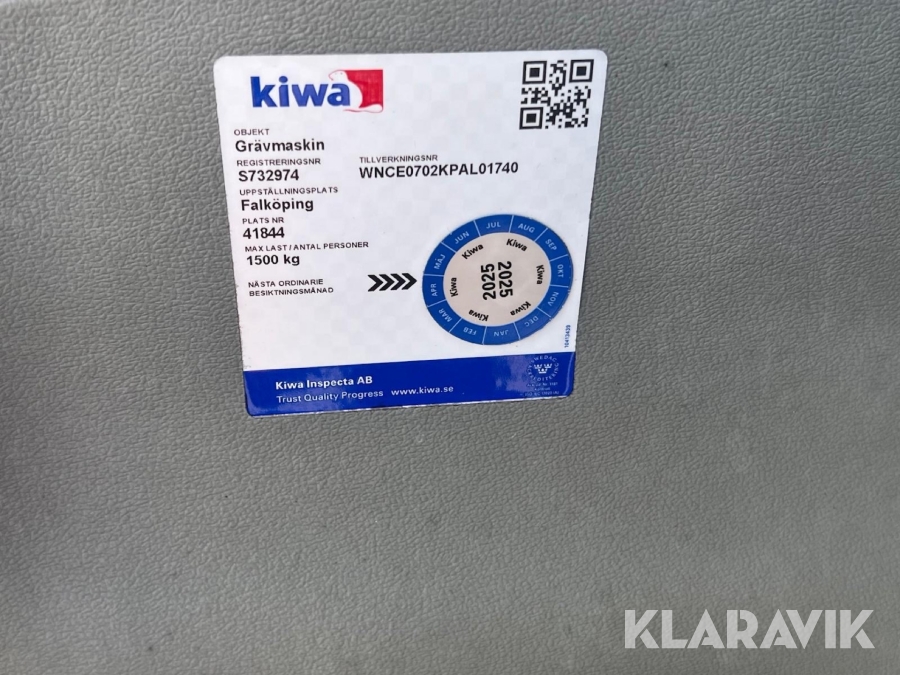 kiwa
OBJEKT
Grävmaskin
REGISTRERINGSNR
S732974
TILLVERKNINGSNR
WNCE0702KPAL01740
UPPSTÄLLNINGSPLATS
Falköping
PLATS NR
41844
MAX LAST / ANTAL PERSONER
1500 kg
NÄSTA ORDINARIE
BESIKTNINGSMÅNAD
JAN FEB MAR APR MAJ JUN JUL AUG SEP OKT NOV DEC
Kiwa Kiwa Kiwa Kiwa Kiwa Kiwa
2025
2025
Kiwa Inspecta AB
Trust Quality Progress www.kiwa.se
KLARAVIK